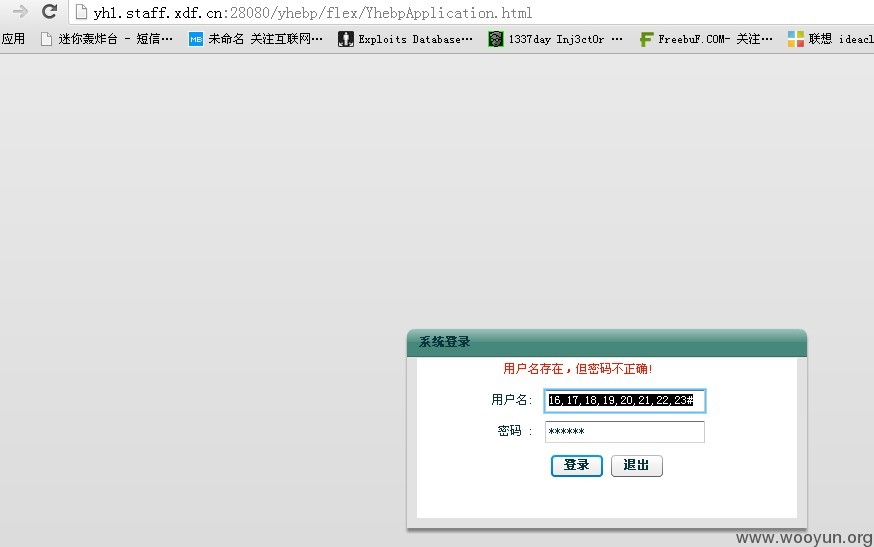 yhl.staff.xdf.cn:28080/yhebp/flex/YhebpApplication.html
应用 迷你轰炸台 - 短信… 未命名 关注互联网… Exploits Database… 1337day Inj3ct0r … FreebuF.COM- 关注… 联想 ideacl
系统登录
用户名存在，但密码不正确!
用户名: 16,17,18,19,20,21,22,23#
密码 : ******
登录 退出
www.wooyun.org